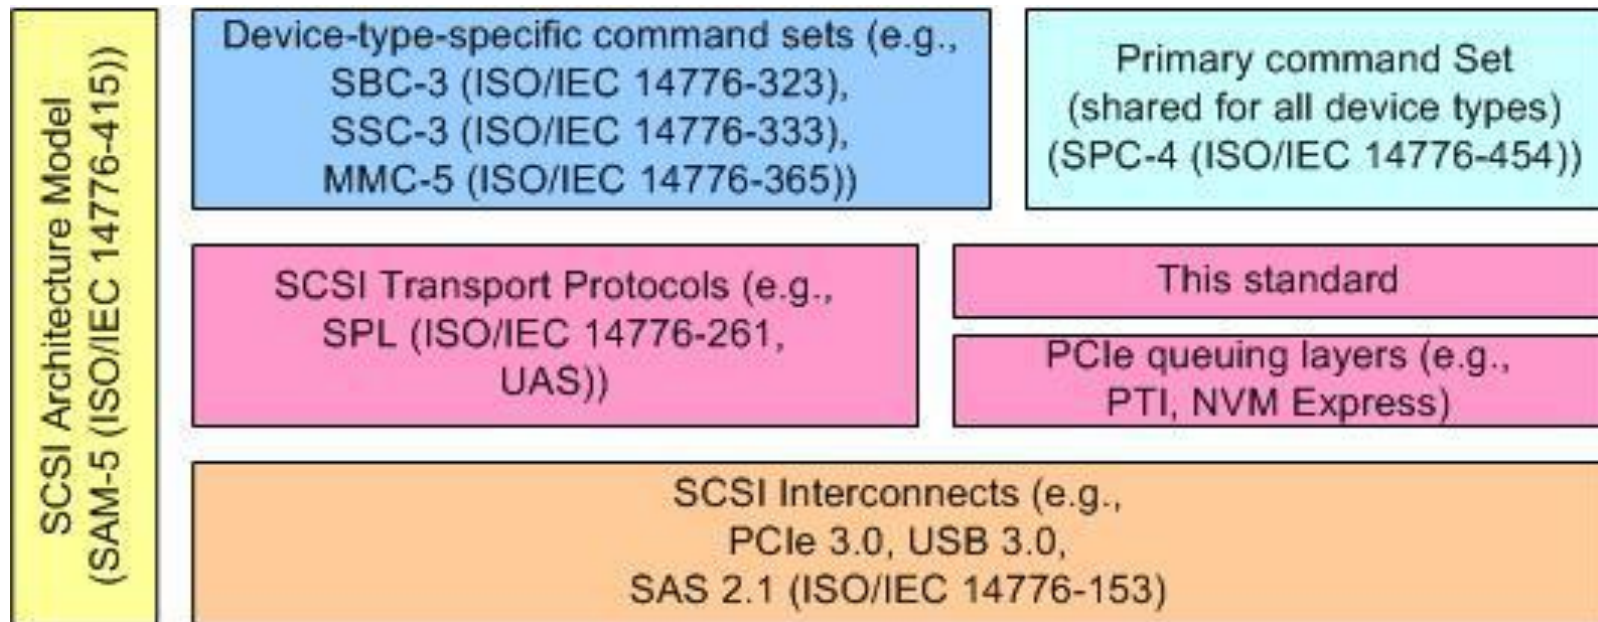 SCSI Architecture Model
(SAM-5 (ISO/IEC 14776-415))
Device-type-specific command sets (e.g.,
SBC-3 (ISO/IEC 14776-323),
SSC-3 (ISO/IEC 14776-333),
MMC-5 (ISO/IEC 14776-365))
Primary command Set
(shared for all device types)
(SPC-4 (ISO/IEC 14776-454))
SCSI Transport Protocols (e.g.,
SPL (ISO/IEC 14776-261,
UAS))
This standard
PCIe queuing layers (e.g.,
PTI, NVM Express)
SCSI Interconnects (e.g.,
PCIe 3.0, USB 3.0,
SAS 2.1 (ISO/IEC 14776-153)